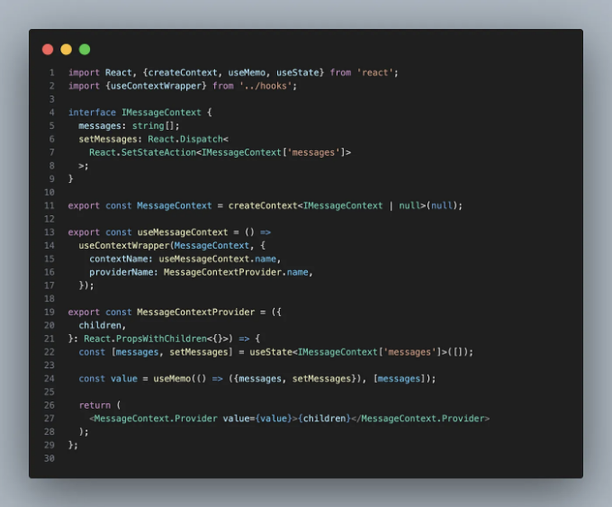 1 import React, {createContext, useMemo, useState} from 'react';
2 import {useContextWrapper} from '../hooks';
3
4 interface IMessageContext {
5   messages: string[];
6   setMessages: React.Dispatch<
7     React.SetStateAction<IMessageContext['messages']>
8   >;
9 }
10
11 export const MessageContext = createContext<IMessageContext | null>(null);
12
13 export const useMessageContext = () =>
14   useContextWrapper(MessageContext, {
15     contextName: useMessageContext.name,
16     providerName: MessageContextProvider.name,
17   });
18
19 export const MessageContextProvider = ({
20   children,
21 }: React.PropsWithChildren<{}>) => {
22   const [messages, setMessages] = useState<IMessageContext['messages']>([]);
23
24   const value = useMemo(() => ({messages, setMessages}), [messages]);
25
26   return (
27     <MessageContext.Provider value={value}>{children}</MessageContext.Provider>
28   );
29 };
30